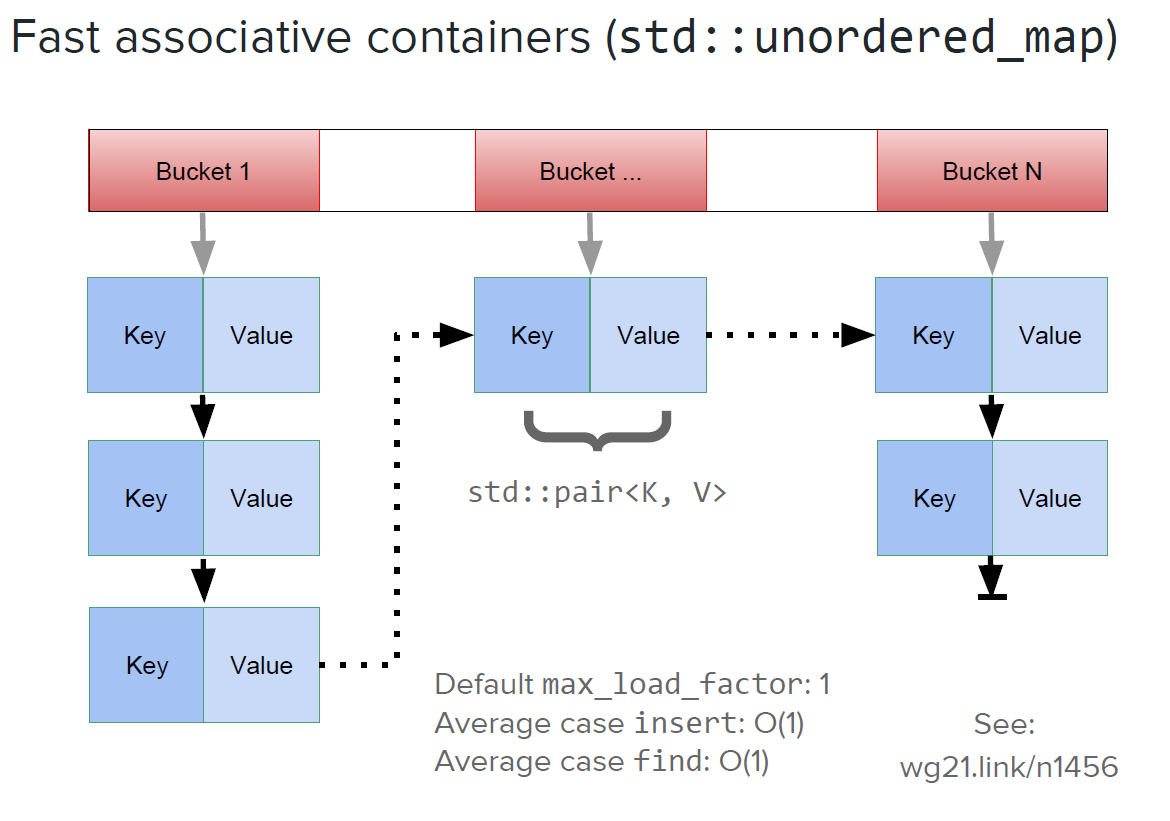 Fast associative containers (std::unordered_map)
Bucket 1
Bucket ...
Bucket N
Key
Value
Key
Value
Key
Value
Key
Value
Key
Value
Key
Value
std::pair<K, V>
Default max_load_factor: 1
Average case insert: O(1)
Average case find: O(1)
See:
wg21.link/n1456